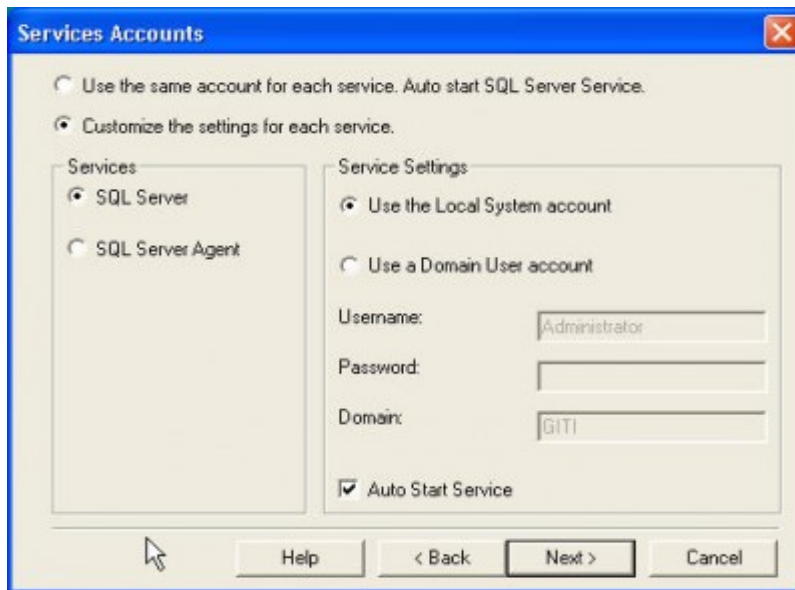 Services Accounts
Use the same account for each service. Auto start SQL Server Service.
Customize the settings for each service.
Services
SQL Server
SQL Server Agent
Service Settings
Use the Local System account
Use a Domain User account
Username:
Administrator
Password:
Domain:
GITI
Auto Start Service
Help
< Back
Next >
Cancel